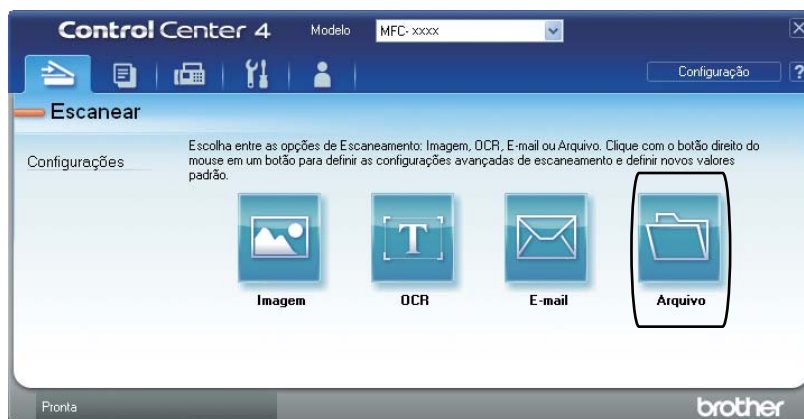 Control Center 4 Modelo MFC- xxxx
Configuração ?
Escanear
Configurações
Escolha entre as opções de Escaneamento: Imagem, OCR, E-mail ou Arquivo. Clique com o botão direito do
mouse em um botão para definir as configurações avançadas de escaneamento e definir novos valores
padrão.
T
Imagem OCR E-mail Arquivo
Pronta brother